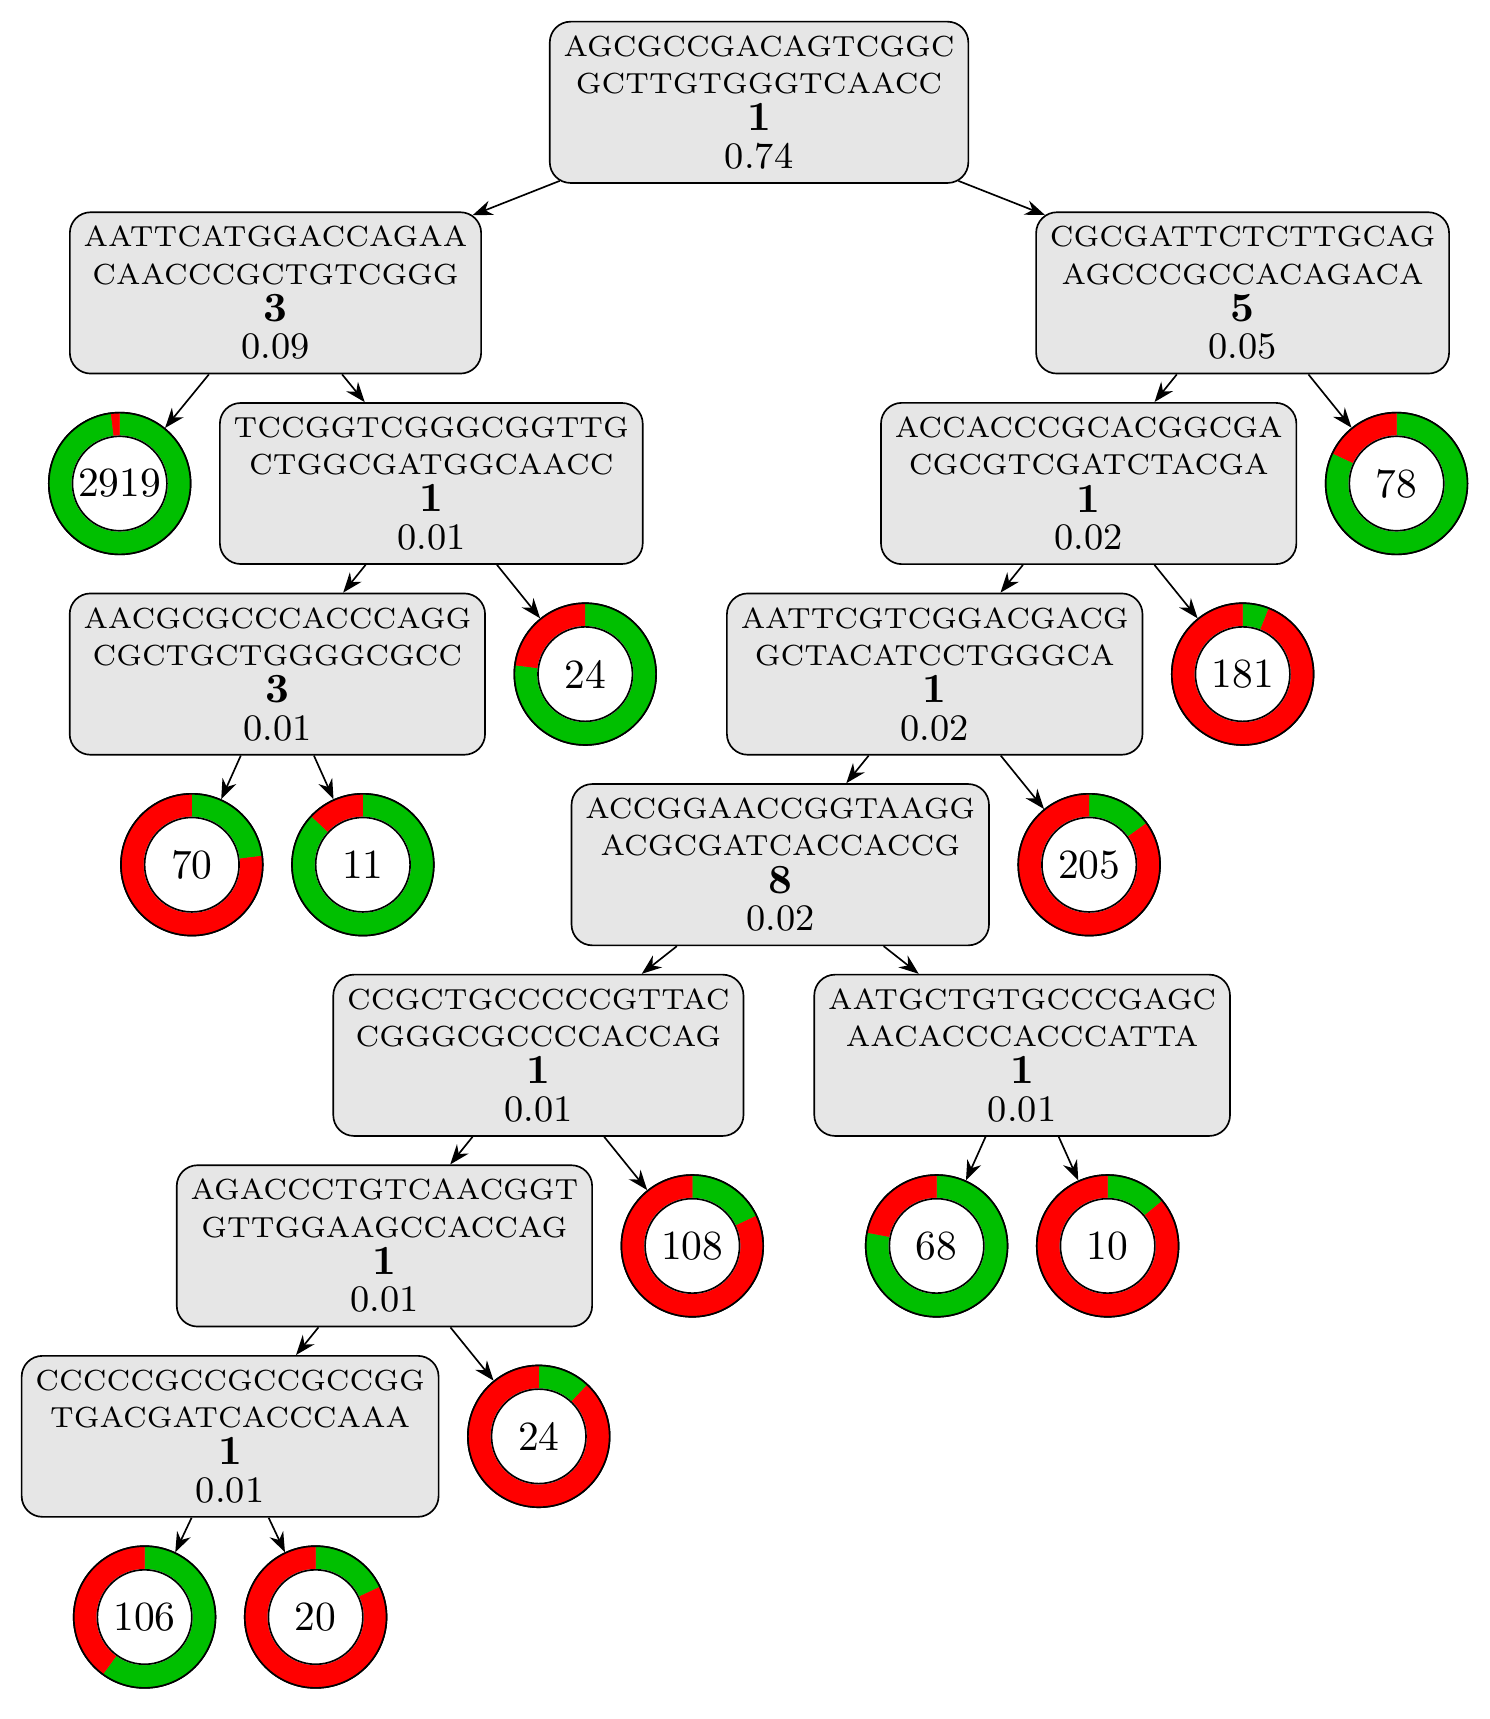 AGCGCCGACAGTCGGC
GCTTGTGGGTCAACC
1
0.74
AATTCATGGACCAGAA
CAACCCGCTGTCGGG
3
0.09
CGCGATTCTCTTGCAG
AGCCCGCCACAGACA
5
0.05
2919
TCCGGTCGGGCGGTTG
CTGGCGATGGCAACC
1
0.01
ACCACCCGCACGGCGA
CGCGTCGATCTACGA
1
0.02
78
AACGCGCCCACCCAGG
CGCTGCTGGGGCGCC
3
0.01
24
AATTCGTCGGACGACG
GCTACATCCTGGGCA
1
0.02
181
70
11
ACCGGAACCGGTAAGG
ACGCGATCACCACCG
8
0.02
205
CCGCTGCCCCCGTTAC
CGGGCGCCCCACCAG
1
0.01
AATGCTGTGCCCGAGC
AACACCCACCCATTA
1
0.01
AGACCCTGTCAACGGT
GTTGGAAGCCACCAG
1
0.01
108
68
10
CCCCCGCCGCCGCCGG
TGACGATCACCCAAA
1
0.01
24
106
20